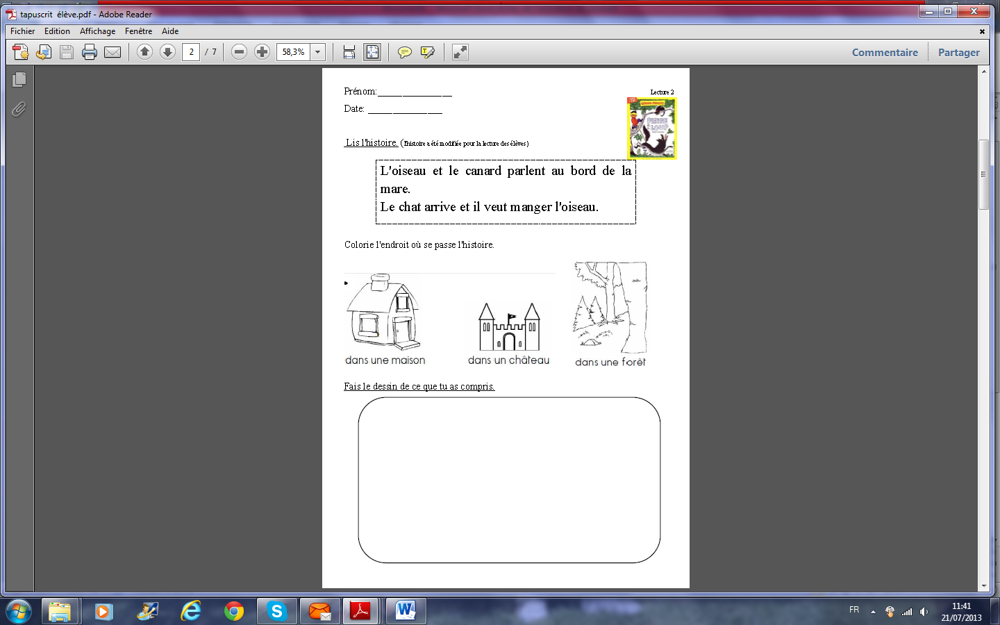 tapuscrit élève.pdf - Adobe Reader
Fichier Edition Affichage Fenêtre Aide
2 / 7 58,3% Commentaire Partager
Prénom:_______________
Lecture 2
Date: _______________
PIERRE
LOUP
Lis l'histoire. (l'histoire a été modifiée pour la lecture des élèves)
L'oiseau et le canard parlent au bord de la
mare.
Le chat arrive et il veut manger l'oiseau.
Colorie l'endroit où se passe l'histoire.
dans une maison dans un château dans une forêt
Fais le dessin de ce que tu as compris.
FR
11:41
21/07/2013